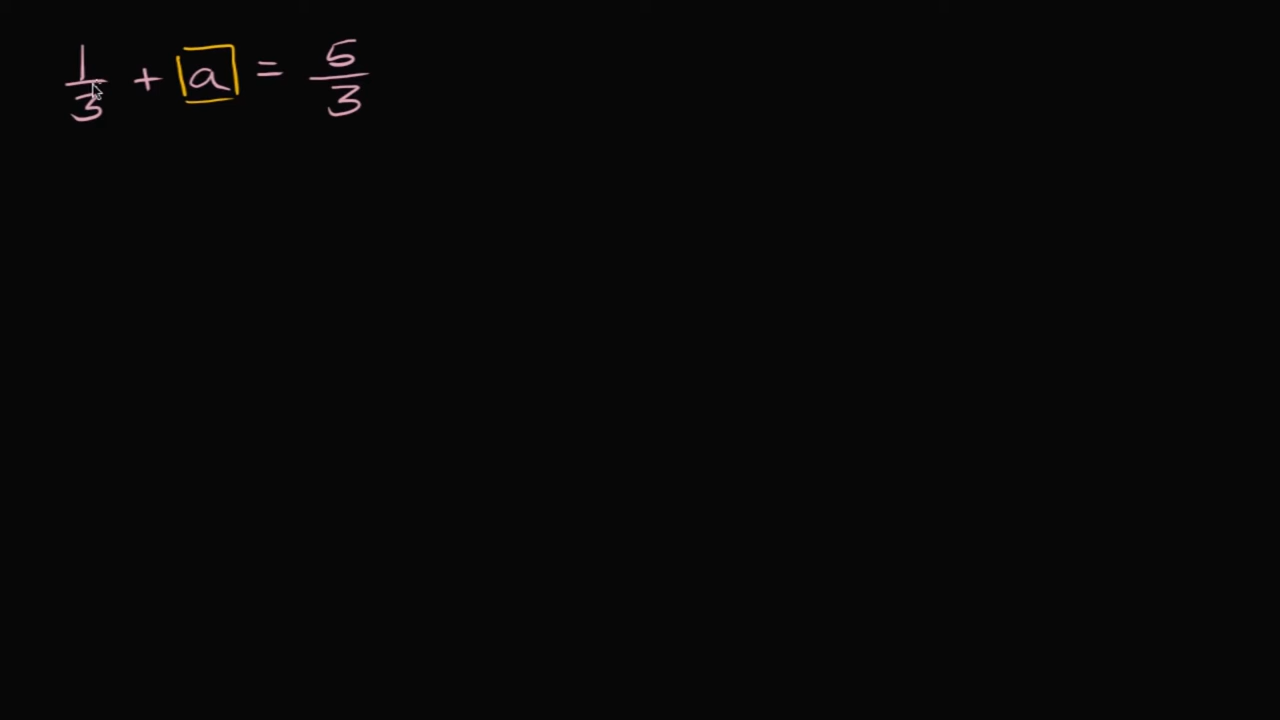 1/3 + a = 5/3